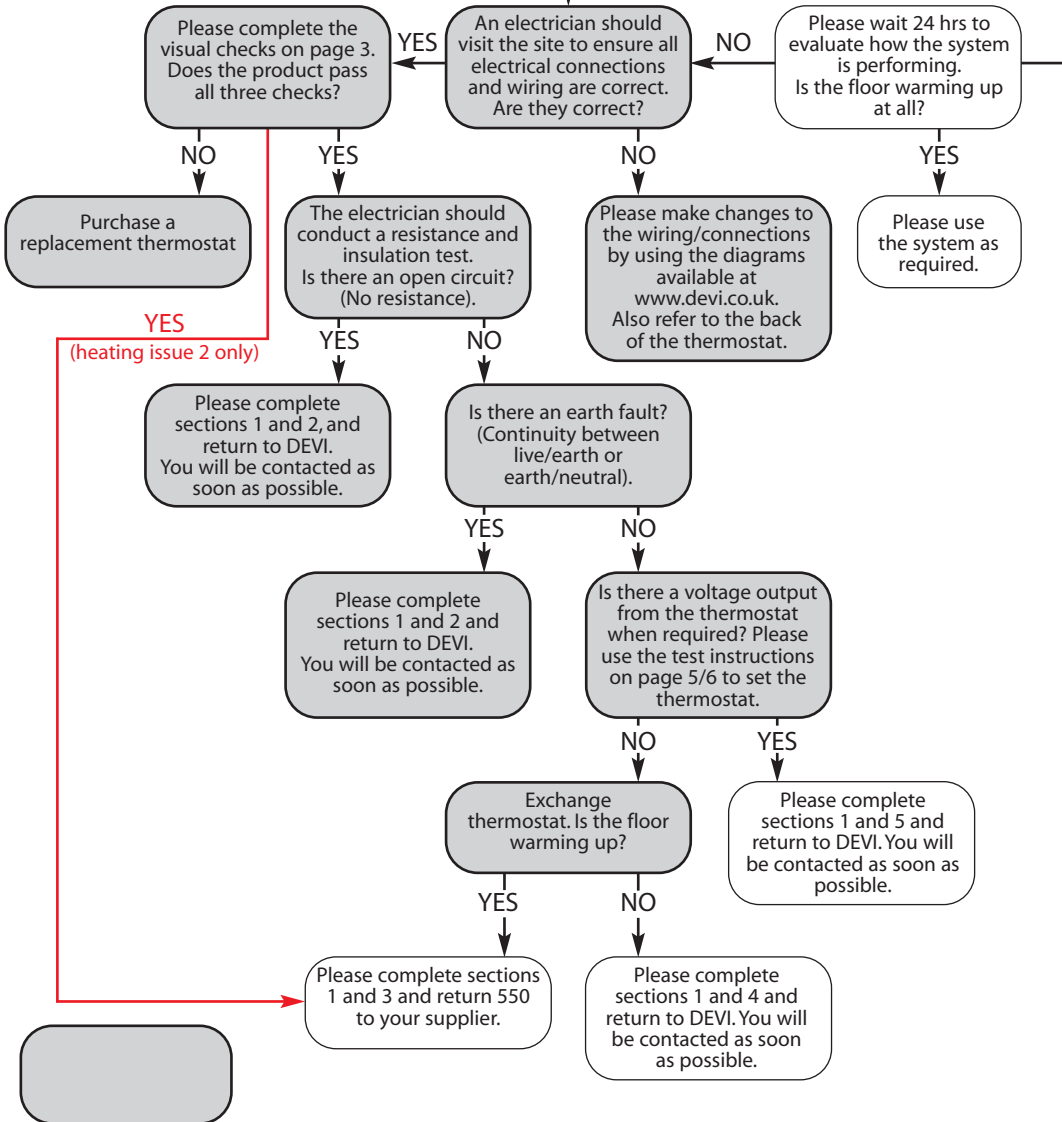 Please complete the
visual checks on page 3.
Does the product pass
all three checks?
YES
An electrician should
visit the site to ensure all
electrical connections
and wiring are correct.
Are they correct?
NO
Please wait 24 hrs to
evaluate how the system
is performing.
Is the floor warming up
at all?
NO
YES
NO
YES
Purchase a
replacement thermostat
The electrician should
conduct a resistance and
insulation test.
Is there an open circuit?
(No resistance).
Please make changes to
the wiring/connections
by using the diagrams
available at
www.devi.co.uk.
Also refer to the back
of the thermostat.
Please use
the system as
required.
YES
(heating issue 2 only)
YES
NO
Please complete
sections 1 and 2, and
return to DEVI.
You will be contacted as
soon as possible.
Is there an earth fault?
(Continuity between
live/earth or
earth/neutral).
YES
NO
Please complete
sections 1 and 2 and
return to DEVI.
You will be contacted as
soon as possible.
Is there a voltage output
from the thermostat
when required? Please
use the test instructions
on page 5/6 to set the
thermostat.
NO
YES
Exchange
thermostat. Is the floor
warming up?
Please complete
sections 1 and 5 and
return to DEVI. You will
be contacted as soon as
possible.
YES
NO
Please complete sections
1 and 3 and return 550
to your supplier.
Please complete
sections 1 and 4 and
return to DEVI. You will
be contacted as soon
as possible.